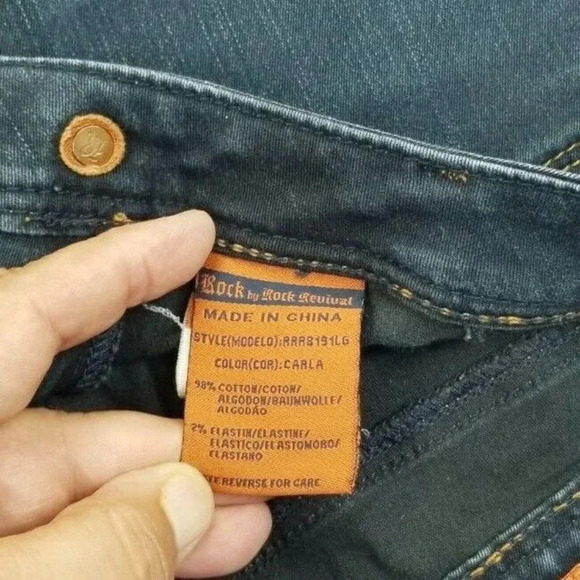 Rock by Rock Revival
MADE IN CHINA
STYLE(MODELO):RRR8191LG
COLOR(COR):CARLA
98% COTTON/COTON/
ALGODON/BAUMWOLLE/
ALGODÃO
2% ELASTIN/ÉLASTINE/
ELASTICO/ELASTOMORO/
ELASTANO
REVERSE FOR CARE